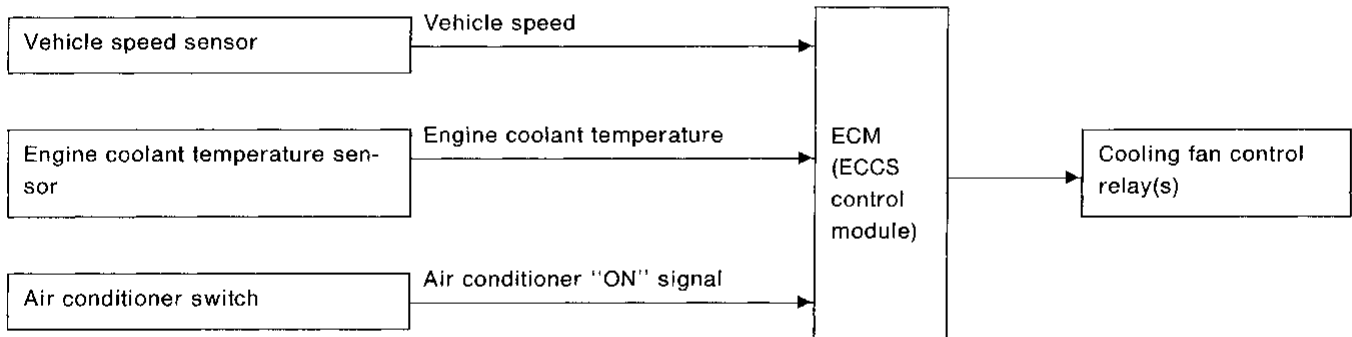 Vehicle speed sensor
Vehicle speed
Engine coolant temperature sen-
sor
Engine coolant temperature
Air conditioner switch
Air conditioner "ON" signal
ECM
(ECCS
control
module)
Cooling fan control
relay(s)